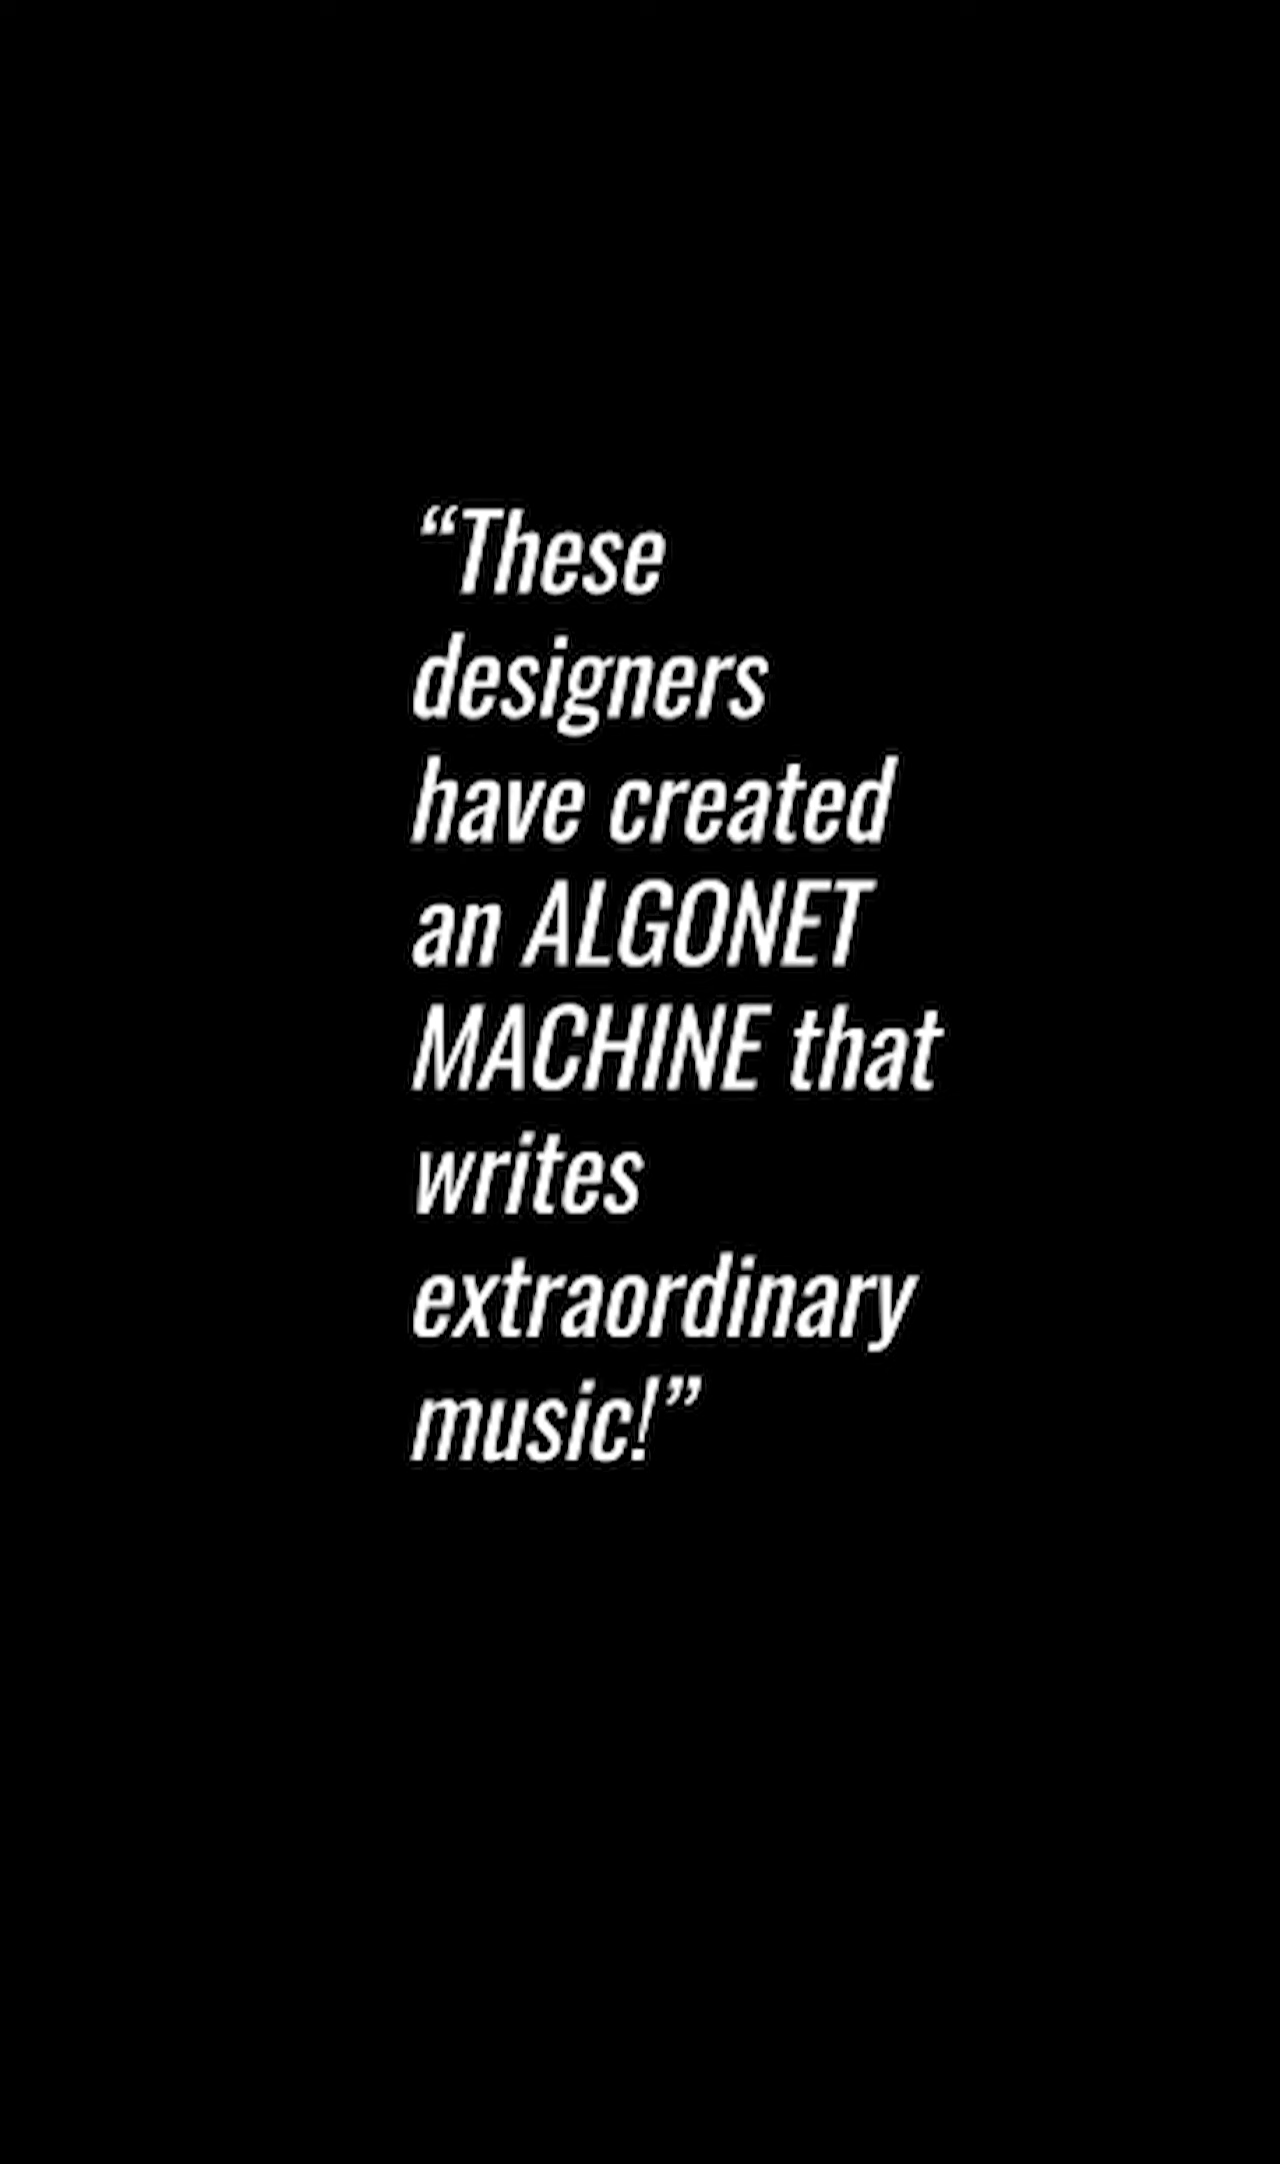 “These
designers
have created
an ALGONET
MACHINE that
writes
extraordinary
music!”